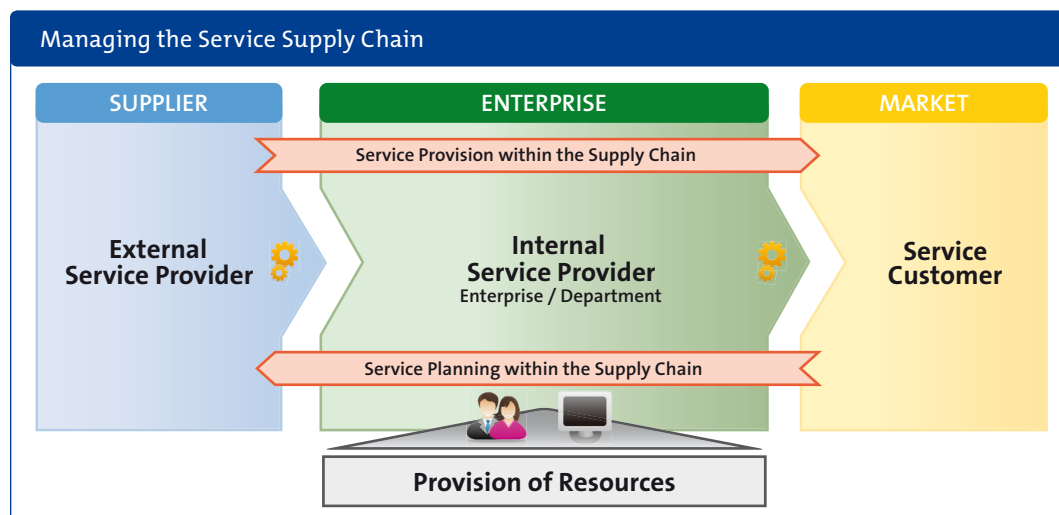 Managing the Service Supply Chain
SUPPLIER
ENTERPRISE
MARKET
Service Provision within the Supply Chain
External
Service Provider
Internal
Service Provider
Enterprise / Department
Service
Customer
Service Planning within the Supply Chain
Provision of Resources